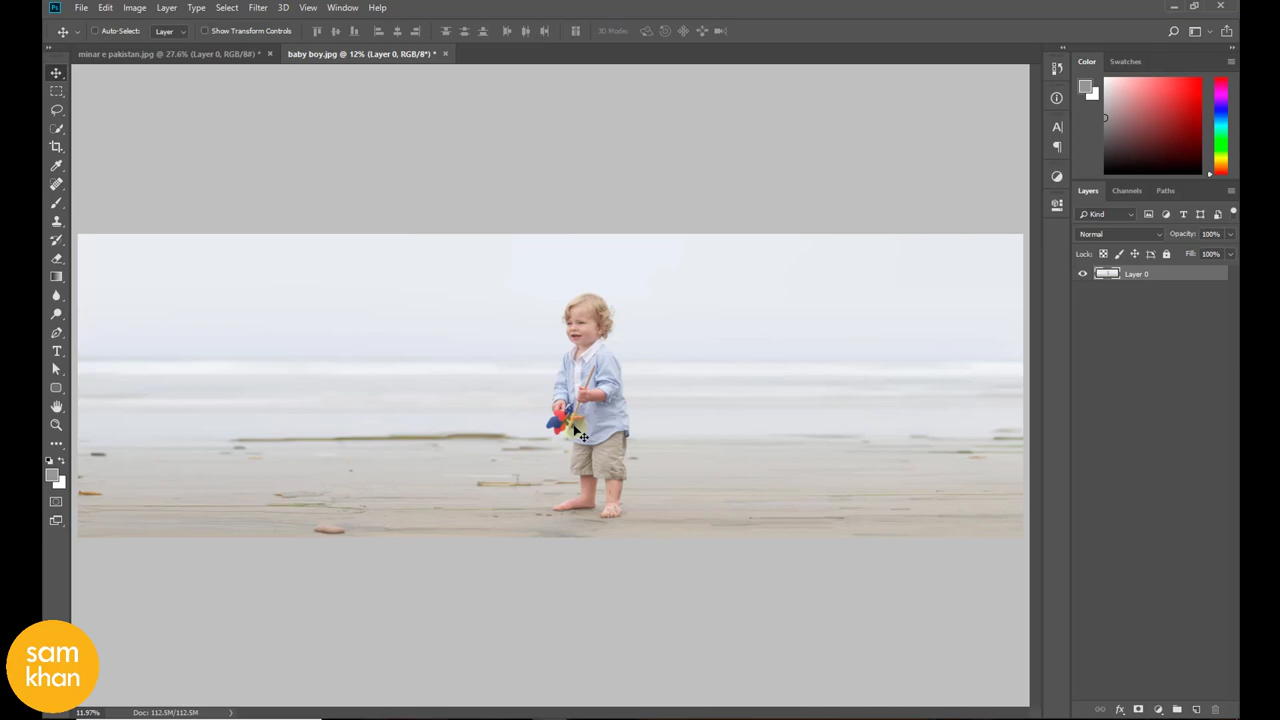 Ps File Edit Image Layer Type Select Filter 3D View Window Help
Auto-Select: Layer Show Transform Controls 3D Mode:
minar e pakistan.jpg @ 27.6% (Layer 0, RGB/8#) * × baby boy.jpg @ 12% (Layer 0, RGB/8*) * ×
Color Swatches
Layers Channels Paths
Kind
Normal Opacity: 100%
Lock: Fill: 100%
Layer 0
sam
khan
11.97% Doc: 112.5M/112.5M